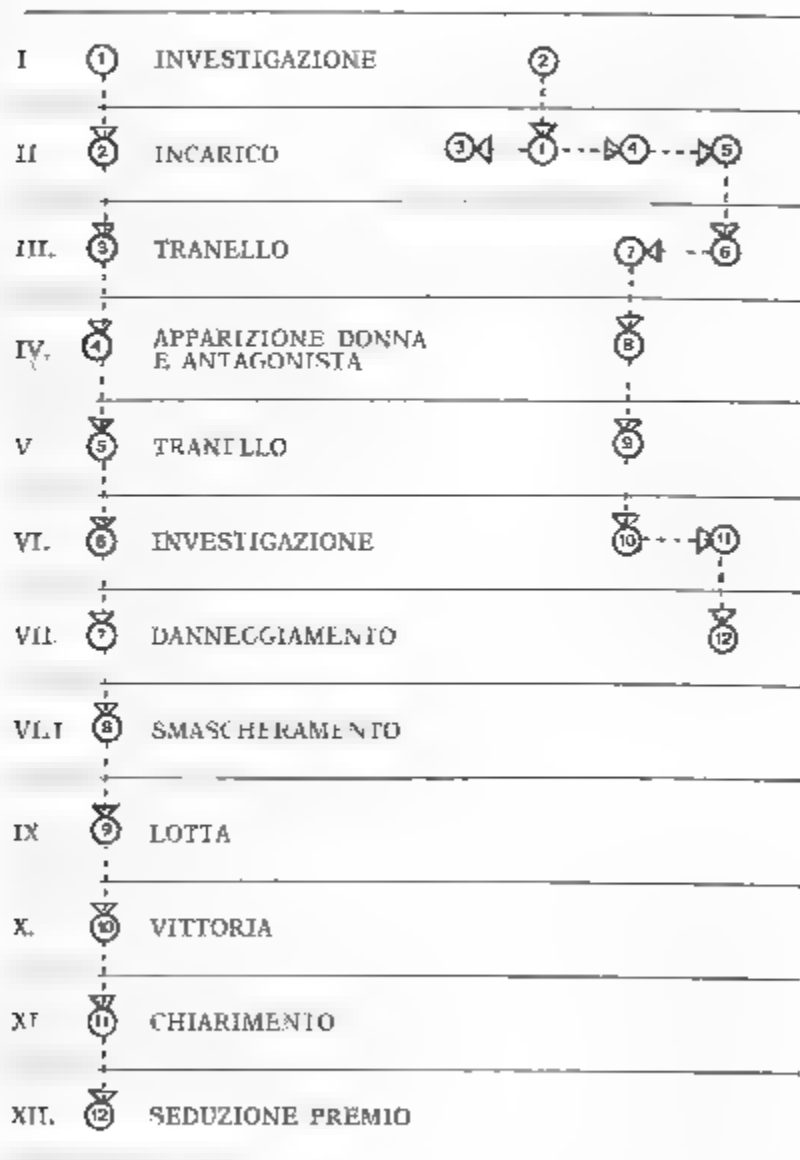 I 1 INVESTIGAZIONE 2
II 2 INCARICO 3 1 4 5
III. 3 TRANELLO 7 6
IV. 4 APPARIZIONE DONNA
E ANTAGONISTA 8
V 5 TRANELLO 9
VI. 6 INVESTIGAZIONE 10 11
VII. 7 DANNEGGIAMENTO 12
VIII 8 SMASCHERAMENTO
IX 9 LOTTA
X. 10 VITTORIA
XI 11 CHIARIMENTO
XII. 12 SEDUZIONE PREMIO